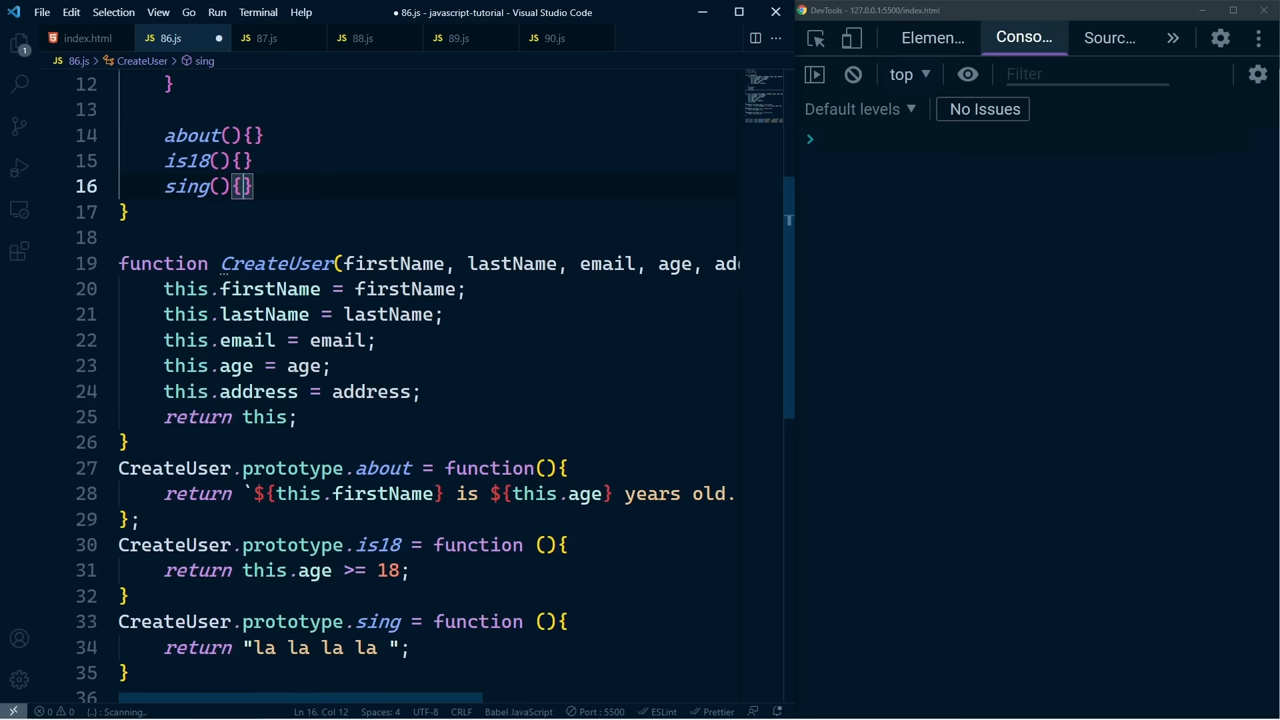 File Edit Selection View Go Run Terminal Help
● 86.js - javascript-tutorial - Visual Studio Code
DevTools - 127.0.0.1:5500/index.html
index.html
JS 86.js ●
JS 87.js
JS 88.js
JS 89.js
JS 90.js
Elemen...
Conso...
Sourc...
JS 86.js > CreateUser > sing
top
Filter
Default levels
No Issues
12 }
13
14 about(){}
15 is18(){}
16 sing(){}
17 }
18
19 function CreateUser(firstName, lastName, email, age, add
20 this.firstName = firstName;
21 this.lastName = lastName;
22 this.email = email;
23 this.age = age;
24 this.address = address;
25 return this;
26 }
27 CreateUser.prototype.about = function(){
28 return `${this.firstName} is ${this.age} years old.
29 };
30 CreateUser.prototype.is18 = function (){
31 return this.age >= 18;
32 }
33 CreateUser.prototype.sing = function (){
34 return "la la la la ";
35 }
36
1
0 0 {..} : Scanning.. Ln 16, Col 12 Spaces: 4 UTF-8 CRLF Babel JavaScript Port : 5500 ESLint Prettier